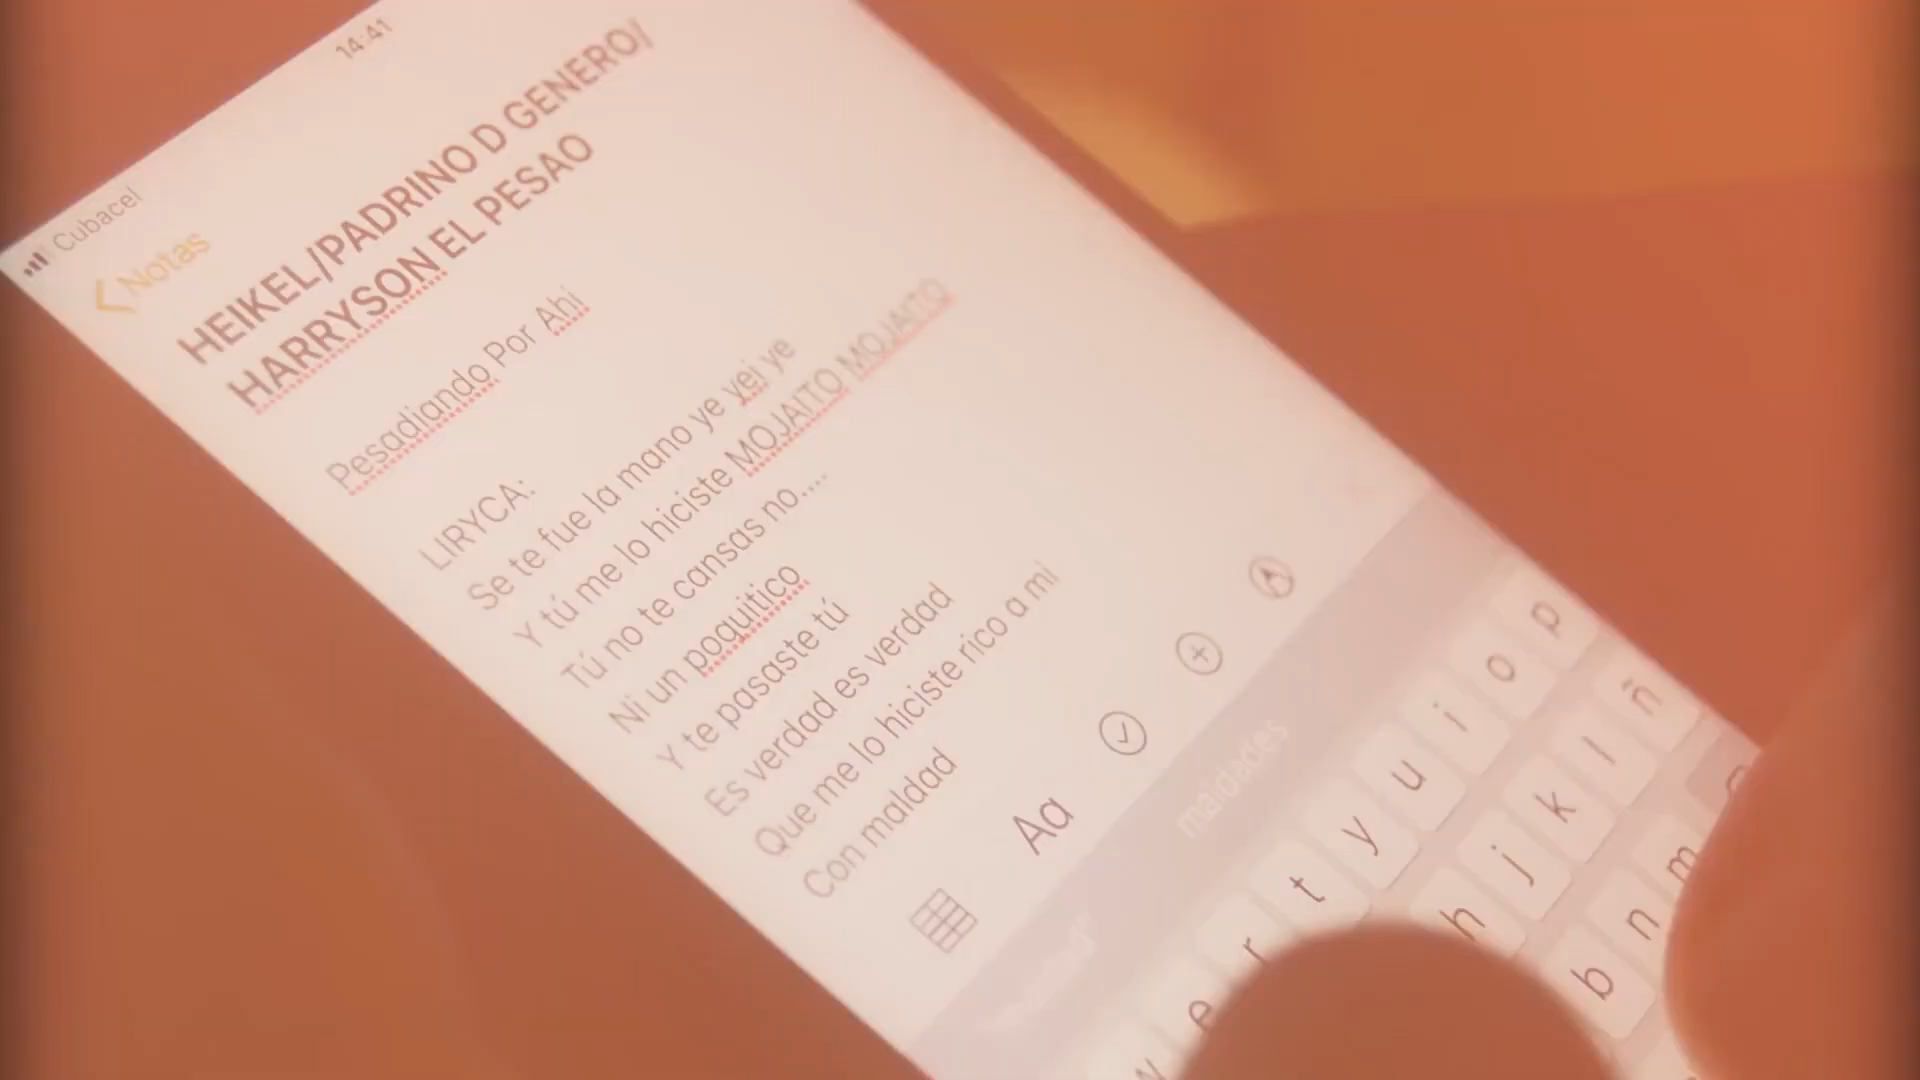 14:41
Cubacel
Notas
HEIKEL/PADRINO D GENERO/
HARRYSON EL PESAO
Pesadiando Por Ahi
LIRYCA:
Se te fue la mano ye yei ye
Y tú me lo hiciste MOJAITO MOJAITO
Tú no te cansas no....
Ni un poquitico
Y te pasaste tú
Es verdad es verdad
Que me lo hiciste rico a mi
Con maldad
Aa
maldades
w e r t y u i o p
h j k l ñ
b n m